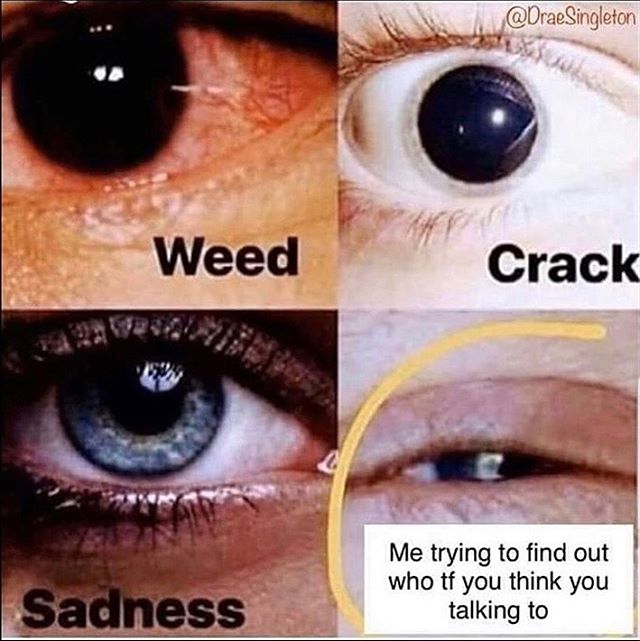 @DraeSingleton
Weed
Crack
Sadness
Me trying to find out
who tf you think you
talking to